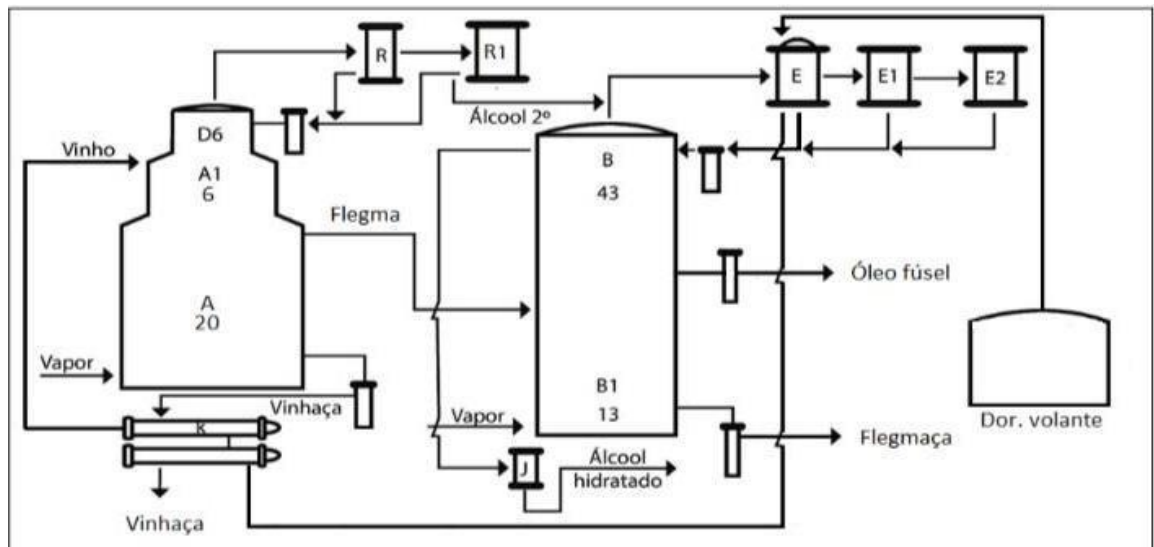 R
R1
E
E1
E2
D6
Álcool 2º
Vinho
A1
6
B
43
Flegma
Óleo fúsel
A
20
Vapor
B1
13
Vinhaça
Vapor
Dor. volante
K
Flegmaça
J
Álcool
hidratado
Vinhaça